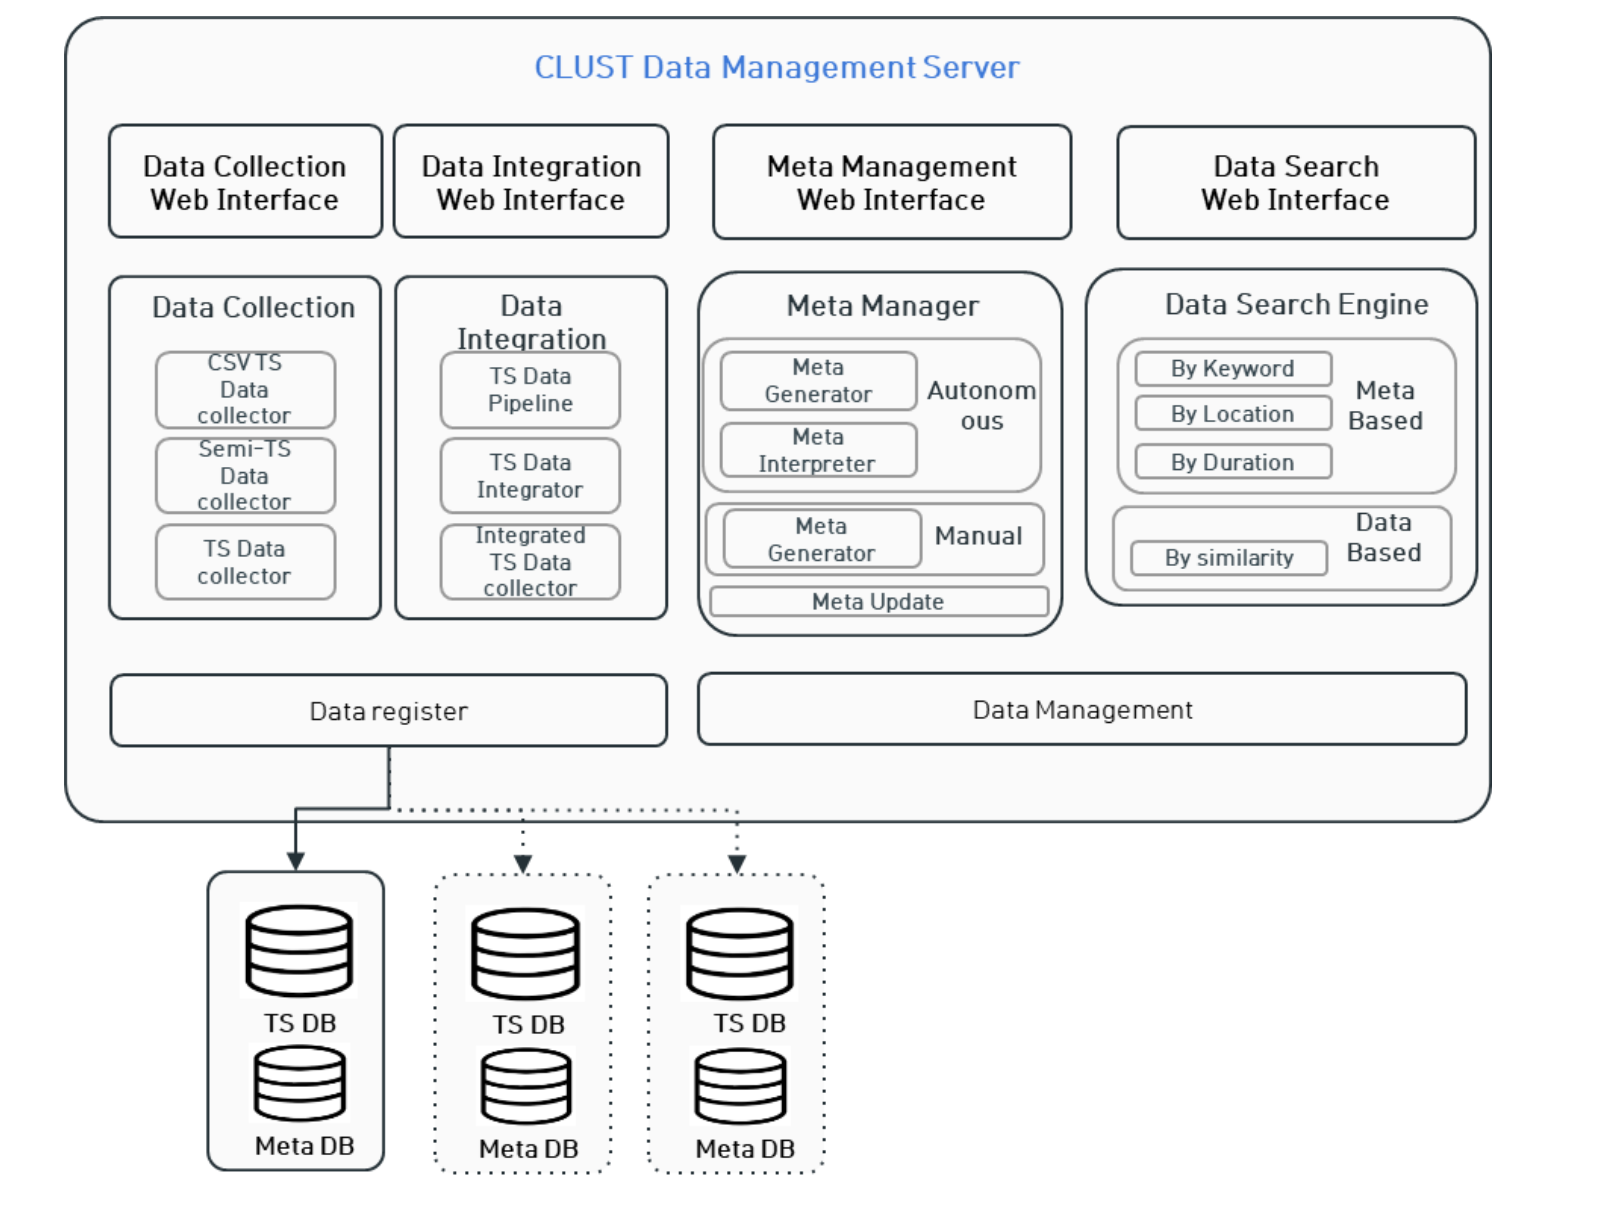 CLUST Data Management Server
Data Collection
Web Interface
Data Integration
Web Interface
Meta Management
Web Interface
Data Search
Web Interface
Data Collection
CSV TS
Data
collector
Semi-TS
Data
collector
TS Data
collector
Data
Integration
TS Data
Pipeline
TS Data
Integrator
Integrated
TS Data
collector
Meta Manager
Meta
Generator
Meta
Interpreter
Autonom
ous
Meta
Generator
Manual
Meta Update
Data Search Engine
By Keyword
By Location
By Duration
Meta
Based
By similarity
Data
Based
Data register
Data Management
TS DB
Meta DB
TS DB
Meta DB
TS DB
Meta DB